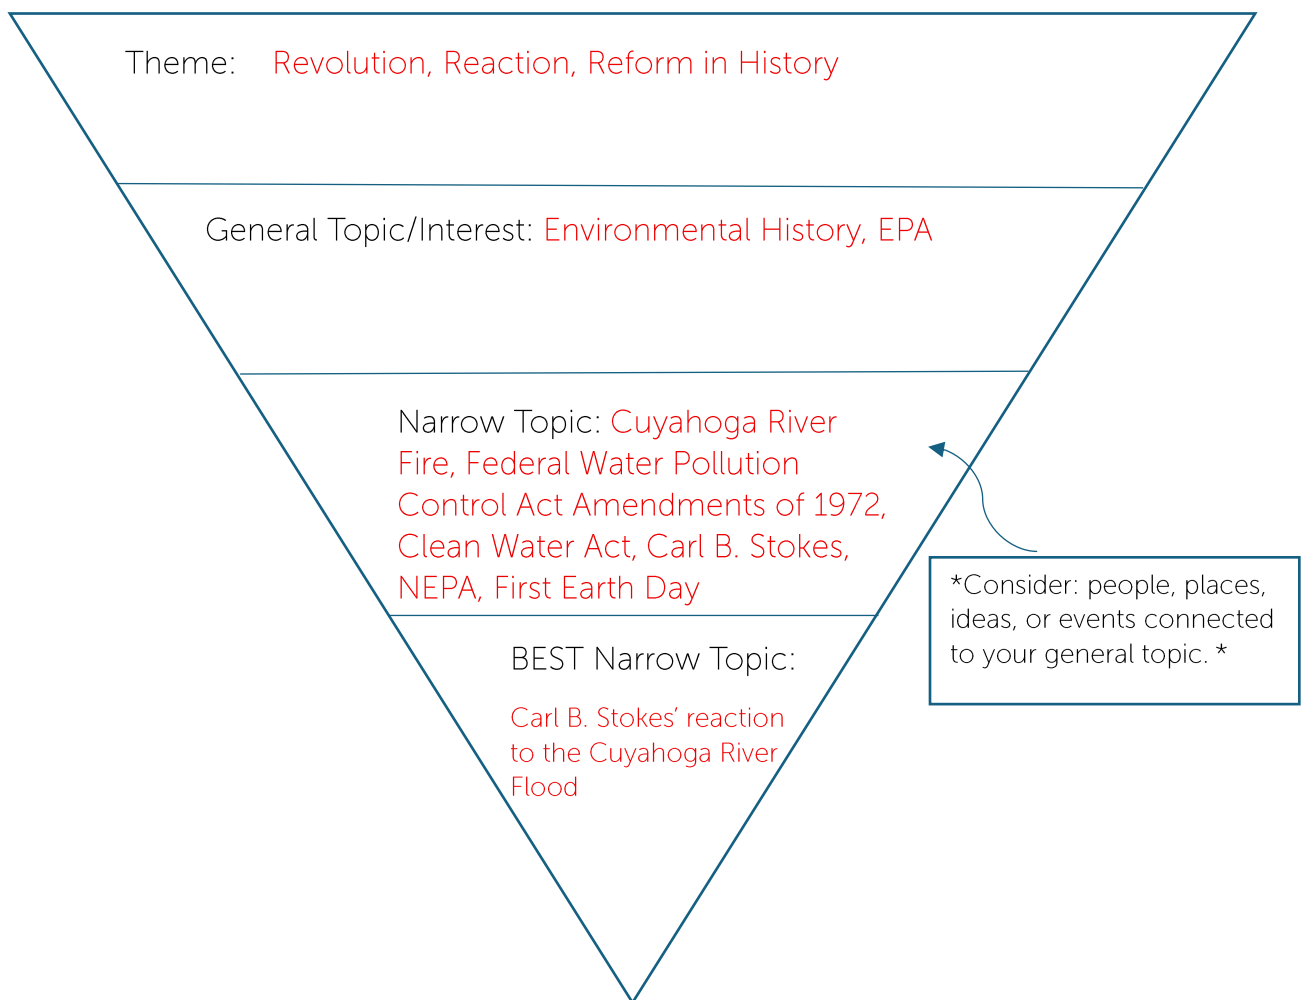 Theme: Revolution, Reaction, Reform in History
General Topic/Interest: Environmental History, EPA
Narrow Topic: Cuyahoga River
Fire, Federal Water Pollution
Control Act Amendments of 1972,
Clean Water Act, Carl B. Stokes,
NEPA, First Earth Day
*Consider: people, places,
ideas, or events connected
to your general topic. *
BEST Narrow Topic:
Carl B. Stokes’ reaction
to the Cuyahoga River
Flood